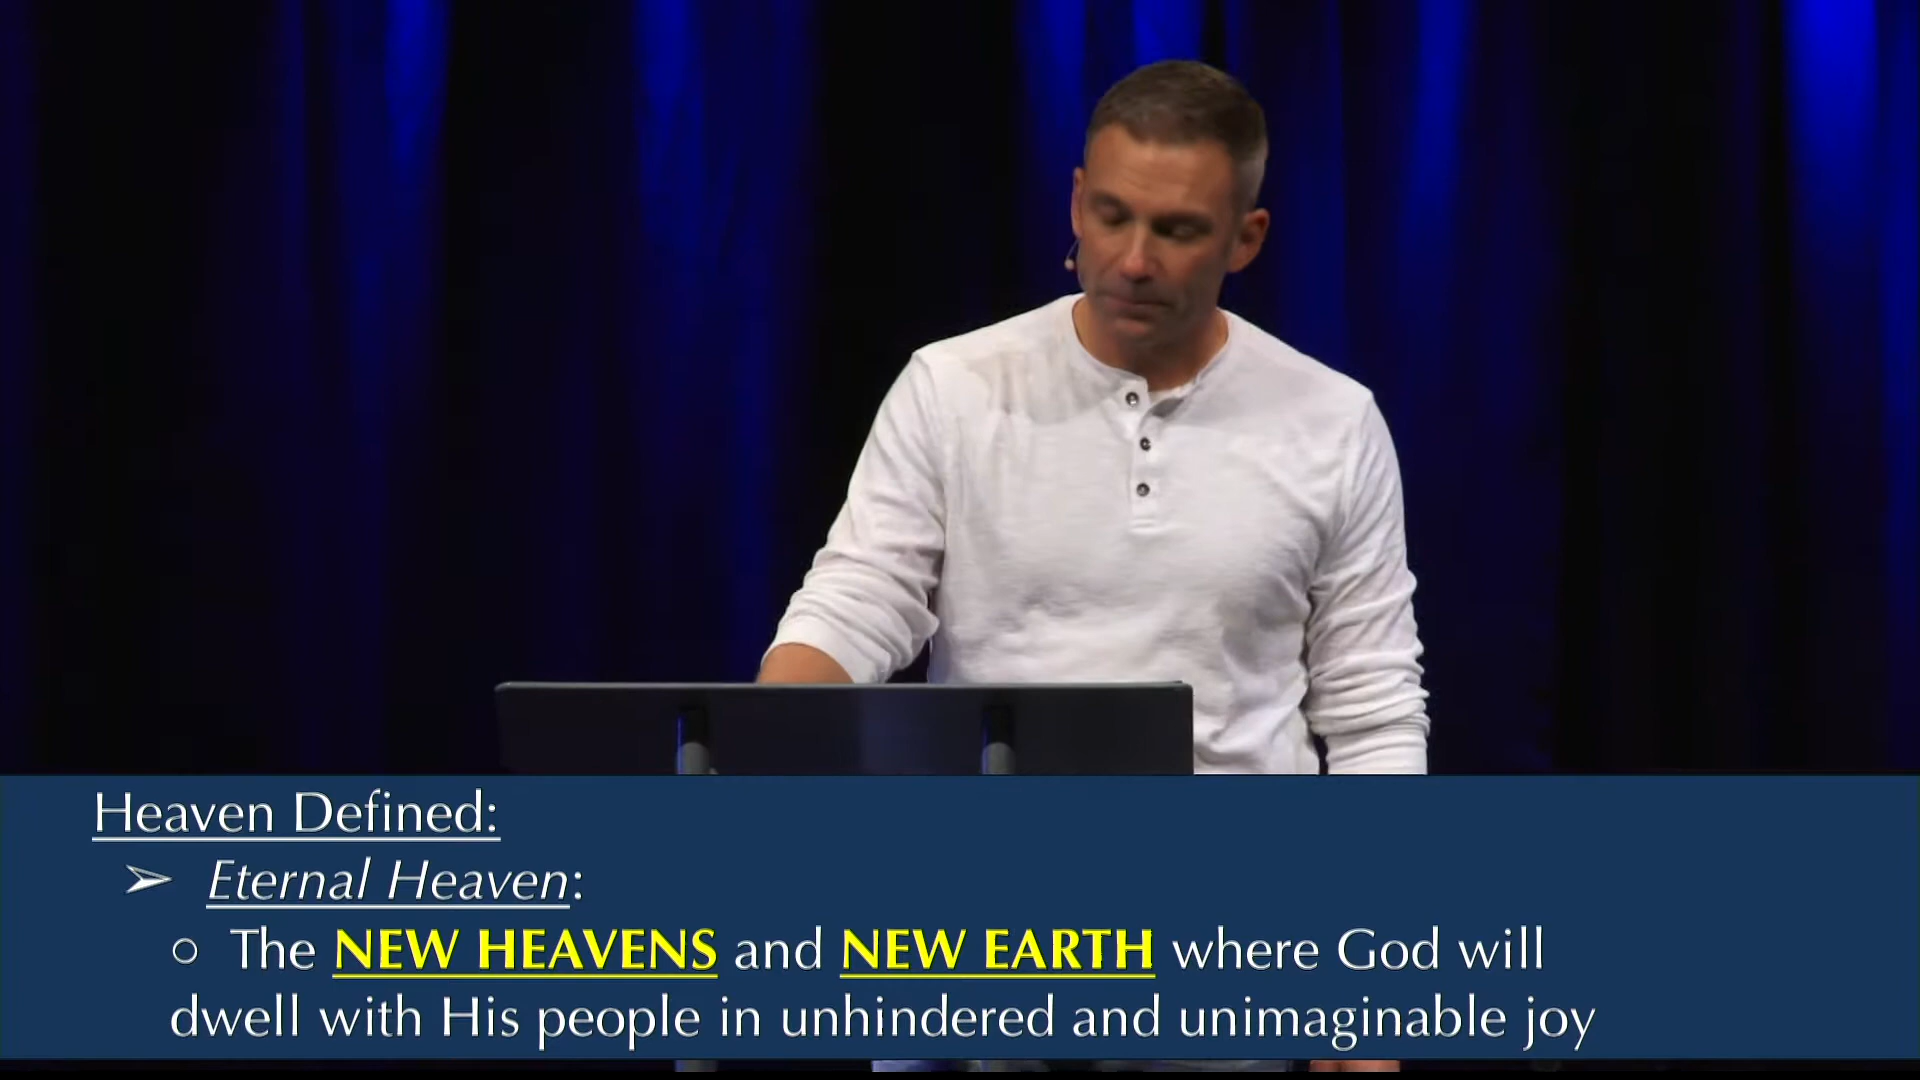 Heaven Defined:
➢ Eternal Heaven:
○ The NEW HEAVENS and NEW EARTH where God will
dwell with His people in unhindered and unimaginable joy